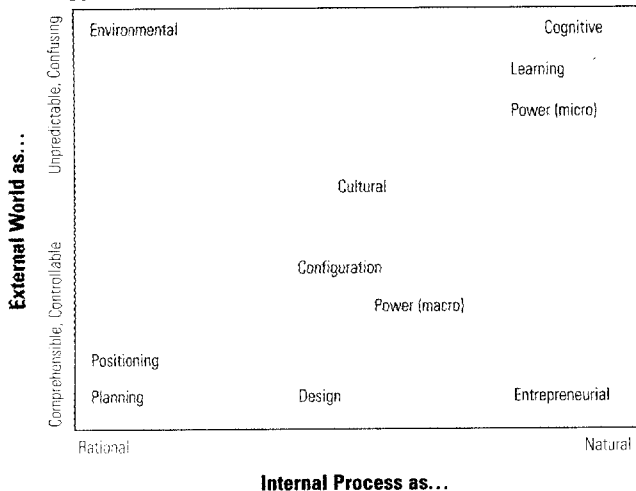 Environmental
Cognitive
Learning
Power (micro)
Cultural
Configuration
Power (macro)
Positioning
Planning
Design
Entrepreneurial
External World as...
Unpredictable, Confusing
Comprehensible, Controllable
Rational
Natural
Internal Process as...